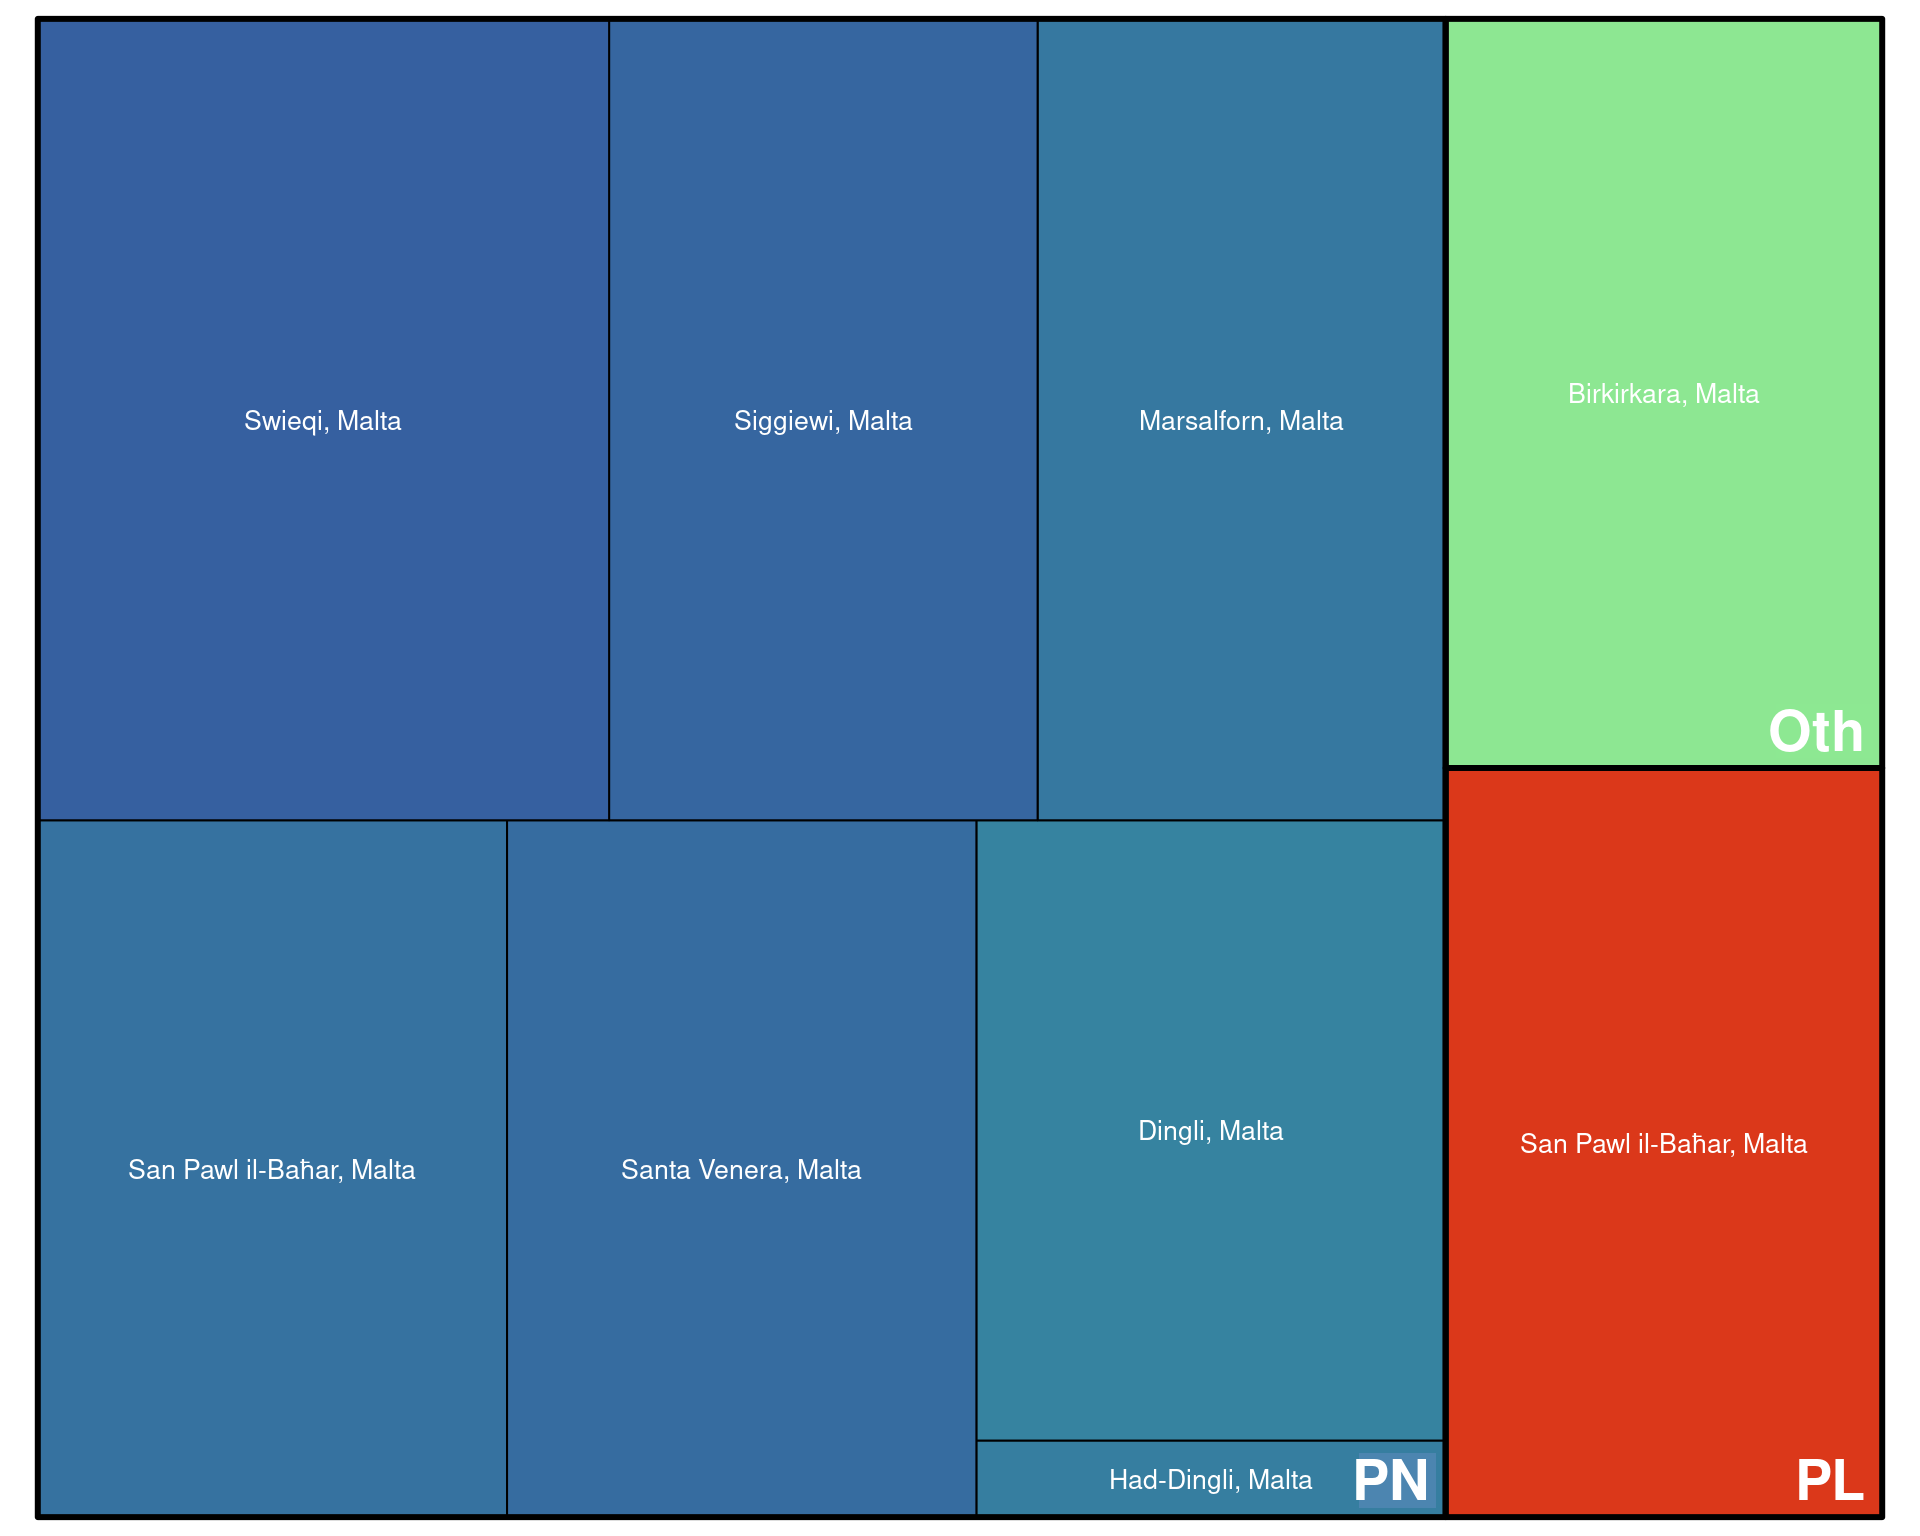 Swieqi, Malta
Siggiewi, Malta
Marsalforn, Malta
Birkirkara, Malta
Oth
San Pawl il-Baħar, Malta
Santa Venera, Malta
Dingli, Malta
Had-Dingli, Malta
PN
San Pawl il-Baħar, Malta
PL